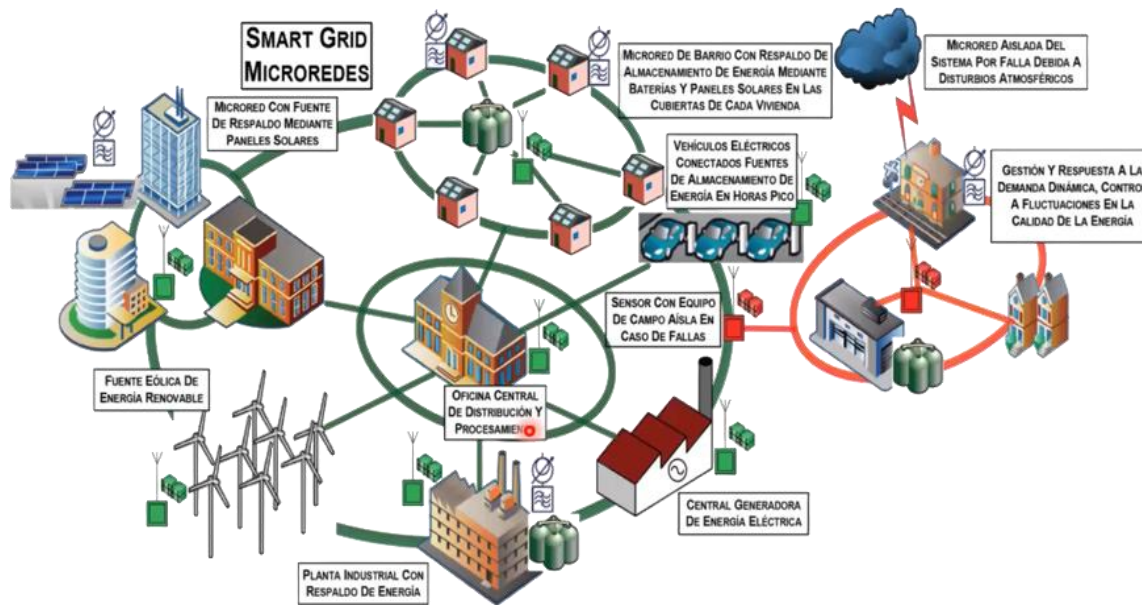 SMART GRID
MICROREDES
MICRORED CON FUENTE
DE RESPALDO MEDIANTE
PANELES SOLARES
MICRORED DE BARRIO CON RESPALDO DE
ALMACENAMIENTO DE ENERGÍA MEDIANTE
BATERÍAS Y PANELES SOLARES EN LAS
CUBIERTAS DE CADA VIVIENDA
MICRORED AISLADA DEL
SISTEMA POR FALLA DEBIDA A
DISTURBIOS ATMOSFÉRICOS
VEHÍCULOS ELÉCTRICOS
CONECTADOS FUENTES
DE ALMACENAMIENTO DE
ENERGÍA EN HORAS PICO
GESTIÓN Y RESPUESTA A LA
DEMANDA DINÁMICA, CONTRO
A FLUCTUACIONES EN LA
CALIDAD DE LA ENERGÍA
SENSOR CON EQUIPO
DE CAMPO AÍSLA EN
CASO DE FALLAS
FUENTE EÓLICA DE
ENERGÍA RENOVABLE
OFICINA CENTRAL
DE DISTRIBUCIÓN Y
PROCESAMIEN
CENTRAL GENERADORA
DE ENERGÍA ELÉCTRICA
PLANTA INDUSTRIAL CON
RESPALDO DE ENERGÍA